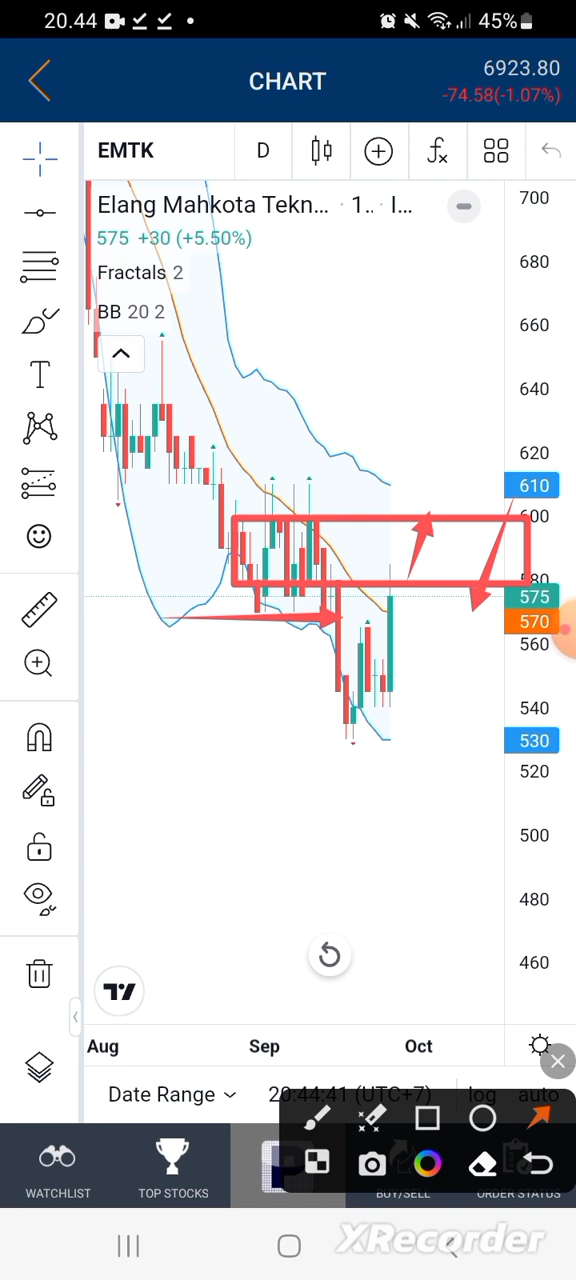 20.44
45%
CHART
6923.80
-74.58(-1.07%)
EMTK
D
Elang Mahkota Tekn... · 1.. · I...
575 +30 (+5.50%)
Fractals 2
BB 20 2
700
680
660
640
620
610
600
580
575
570
560
540
530
520
500
480
460
Aug
Sep
Oct
Date Range
20:44:41 (UTC+7)
log
auto
WATCHLIST
TOP STOCKS
BUY/SELL
ORDER STATUS
XRecorder